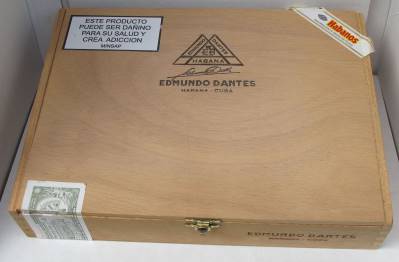 ESTE PRODUCTO
PUEDE SER DAÑINO
PARA SU SALUD Y
CREA ADICCION
MINSAP
Habanos
HABANA
EDMUNDO DANTES
HABANA - CUBA
EDMUNDO DANTES